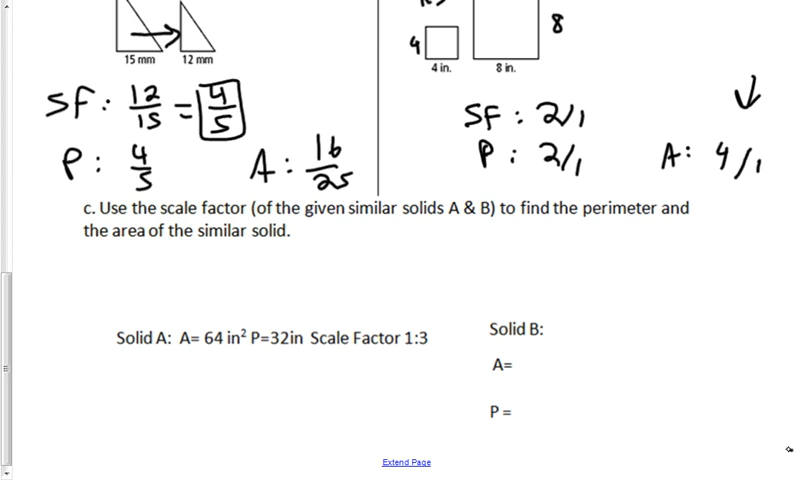 15 mm 12 mm
4
8
4 in. 8 in.
SF: 12/15 = 4/5
SF : 2/1
P : 4/5 A : 16/25
P : 2/1 A: 4/1
c. Use the scale factor (of the given similar solids A & B) to find the perimeter and
the area of the similar solid.
Solid A: A= 64 in² P=32in Scale Factor 1:3
Solid B:
A=
P =
Extend Page